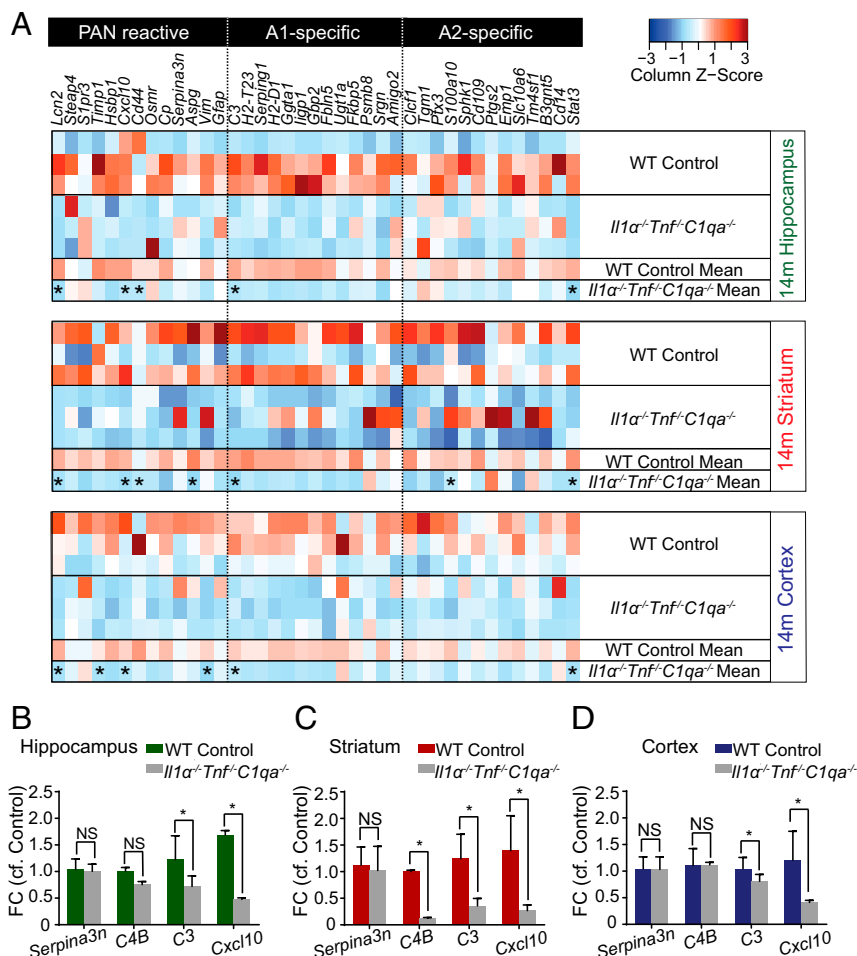 A
PAN reactive A1-specific A2-specific
−3 −1 1 3
Column Z−Score
Lcn2 Steap4 S1pr3 Timp1 Hsbp1 Cxcl10 Cd44 Osmr Cp Serpina3n Aspg Vim Gfap C3 H2-T23 Serping1 H2-D1 Ggta1 Iigp1 Gbp2 Fbln5 Ugt1a Fkbp5 Psmb8 Srgn Amigo2 Clcf1 Tgm1 Ptx3 S100a10 Sphk1 Cd109 Ptgs2 Emp1 Slc10a6 Tm4sf1 B3gnt5 Cd14 Stat3
WT Control
Il1α-/-Tnf-/-C1qa-/-
WT Control Mean
* * * * * Il1α-/-Tnf-/-C1qa-/- Mean
14m Hippocampus
WT Control
Il1α-/-Tnf-/-C1qa-/-
WT Control Mean
* * * * * * * Il1α-/-Tnf-/-C1qa-/- Mean
14m Striatum
WT Control
Il1α-/-Tnf-/-C1qa-/-
WT Control Mean
* * * * * * Il1α-/-Tnf-/-C1qa-/- Mean
14m Cortex
B
Hippocampus
WT Control
Il1α-/-Tnf-/-C1qa-/-
FC (cf. Control)
2.5
2.0
1.5
1.0
0.5
0
NS NS * *
Serpina3n C4B C3 Cxcl10
C
Striatum
WT Control
Il1α-/-Tnf-/-C1qa-/-
FC (cf. Control)
2.5
2.0
1.5
1.0
0.5
0
NS * * *
Serpina3n C4B C3 Cxcl10
D
Cortex
WT Control
Il1α-/-Tnf-/-C1qa-/-
FC (cf. Control)
2.5
2.0
1.5
1.0
0.5
0
NS NS * *
Serpina3n C4B C3 Cxcl10